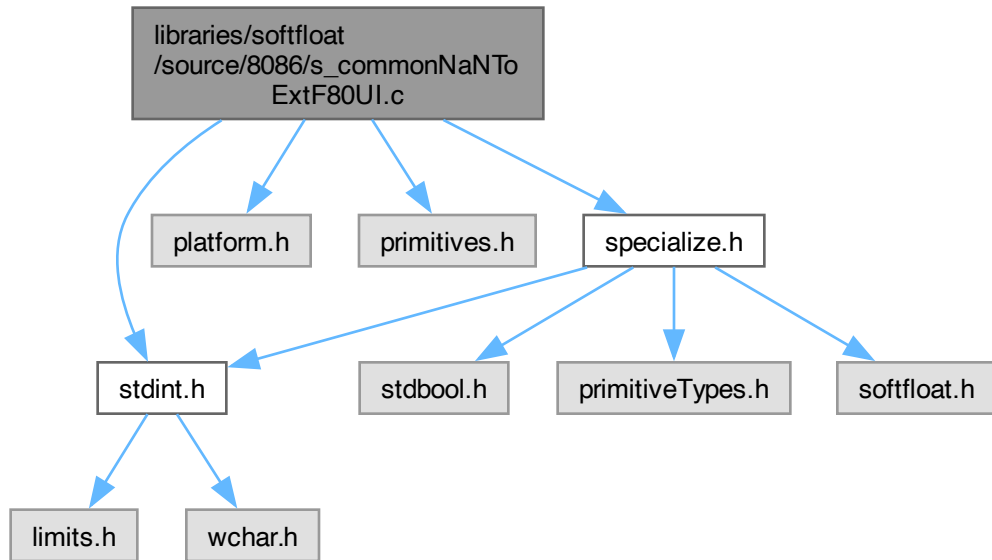 libraries/softfloat
/source/8086/s_commonNaNTo
ExtF80UI.c
platform.h
primitives.h
specialize.h
stdint.h
stdbool.h
primitiveTypes.h
softfloat.h
limits.h
wchar.h